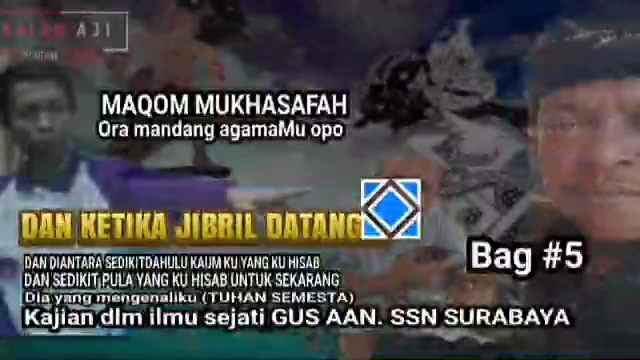 AJI
MAQOM MUKHASAFAH
Ora mandang agamaMu opo
DAN KETIKA JIBRIL DATANG
Bag #5
DAN DIANTARA SEDIKITDAHULU KAUM KU YANG KU HISAB
DAN SEDIKIT PULA YANG KU HISAB UNTUK SEKARANG
Dia yang mengenaliku (TUHAN SEMESTA)
Kajian dlm ilmu sejati GUS AAN. SSN SURABAYA